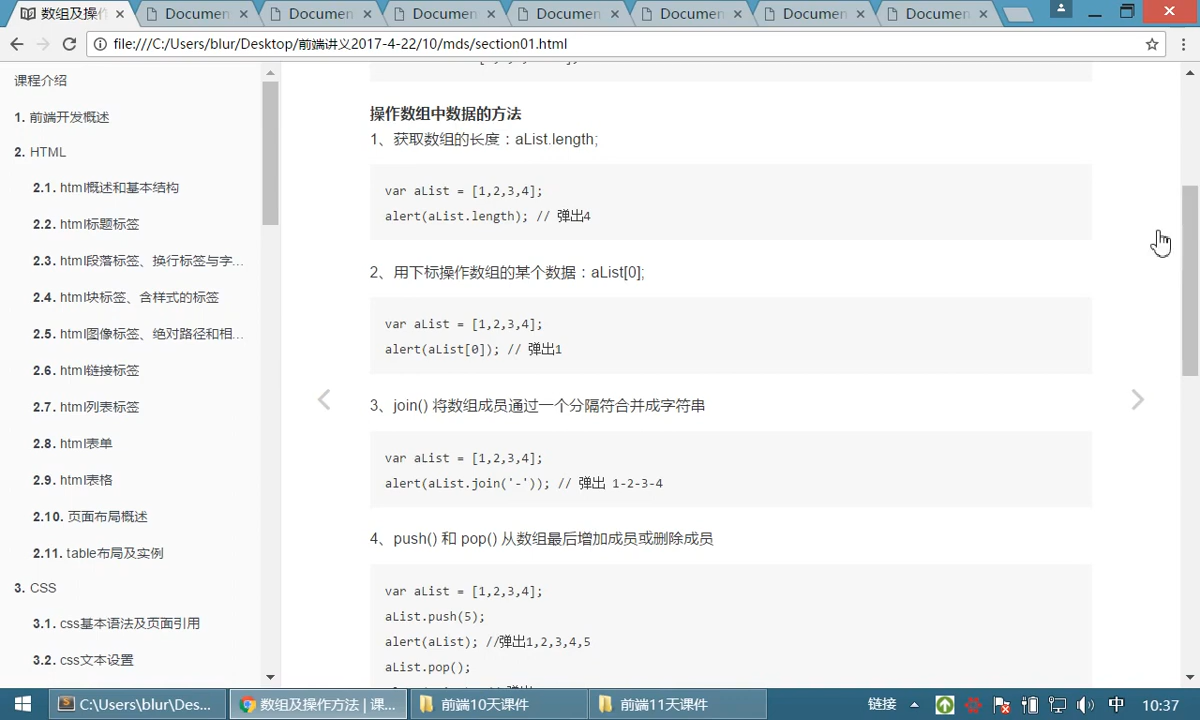 数组及操作
Documen
Documen
Documen
Documen
Documen
Documen
Documen
file:///C:/Users/blur/Desktop/前端讲义2017-4-22/10/mds/section01.html
课程介绍
1. 前端开发概述
2. HTML
2.1. html概述和基本结构
2.2. html标题标签
2.3. html段落标签、换行标签与字...
2.4. html块标签、含样式的标签
2.5. html图像标签、绝对路径和相...
2.6. html链接标签
2.7. html列表标签
2.8. html表单
2.9. html表格
2.10. 页面布局概述
2.11. table布局及实例
3. CSS
3.1. css基本语法及页面引用
3.2. css文本设置
操作数组中数据的方法
1、获取数组的长度：aList.length;
var aList = [1,2,3,4];
alert(aList.length); // 弹出4
2、用下标操作数组的某个数据：aList[0];
var aList = [1,2,3,4];
alert(aList[0]); // 弹出1
3、join() 将数组成员通过一个分隔符合并成字符串
var aList = [1,2,3,4];
alert(aList.join('-')); // 弹出 1-2-3-4
4、push() 和 pop() 从数组最后增加成员或删除成员
var aList = [1,2,3,4];
aList.push(5);
alert(aList); //弹出1,2,3,4,5
aList.pop();
C:\Users\blur\Des...
数组及操作方法 | 课...
前端10天课件
前端11天课件
链接
中
10:37